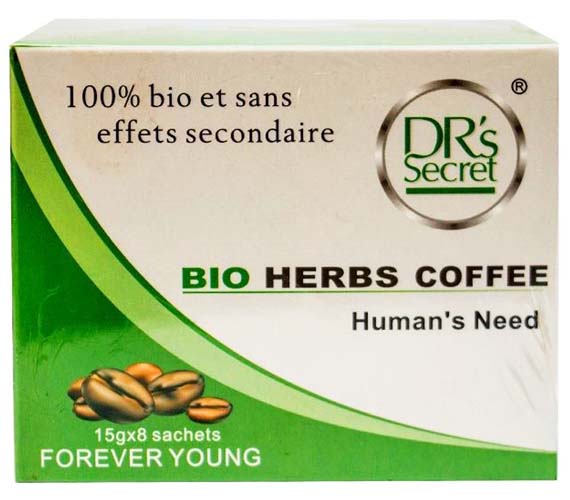 100% bio et sans
effets secondaire
®
DR's
Secret
BIO HERBS COFFEE
Human's Need
15gx8 sachets
FOREVER YOUNG